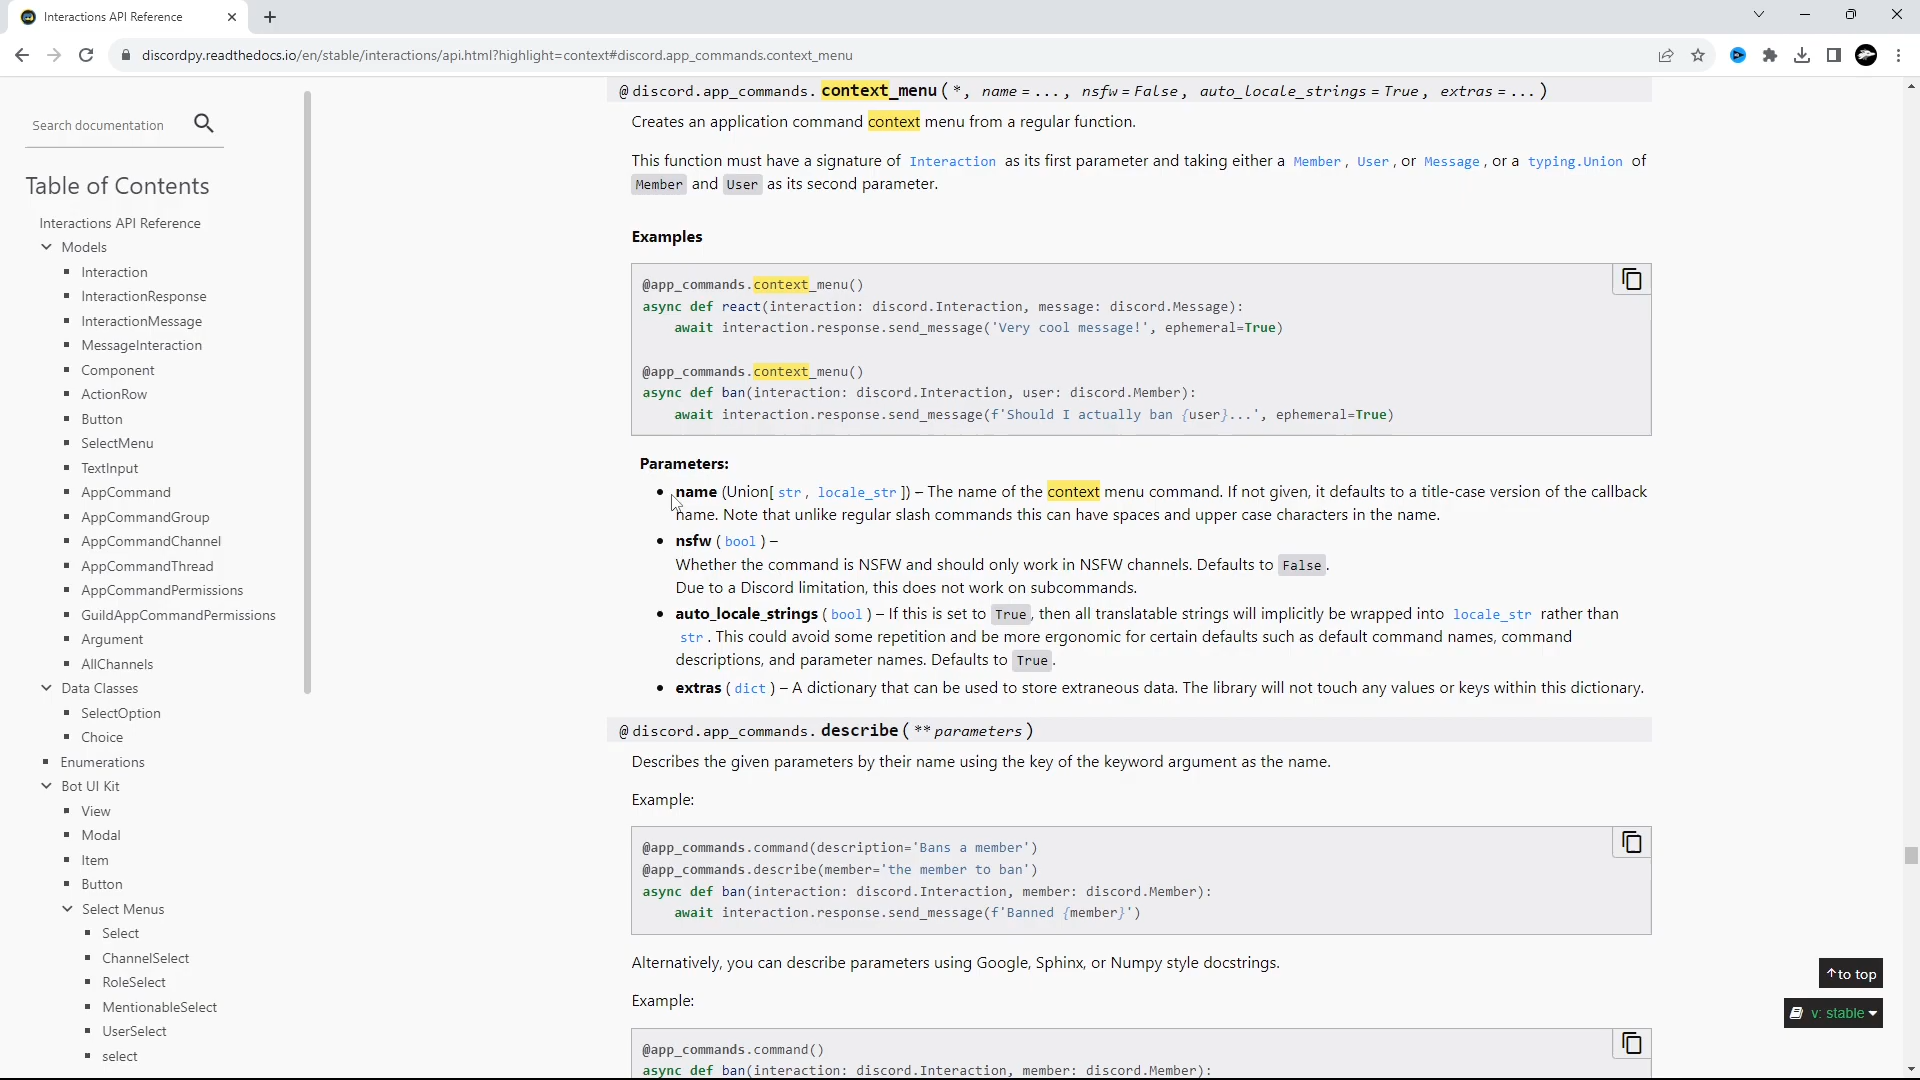 Interactions API Reference
discordpy.readthedocs.io/en/stable/interactions/api.html?highlight=context#discord.app_commands.context_menu
Search documentation
Table of Contents
Interactions API Reference
Models
Interaction
InteractionResponse
InteractionMessage
MessageInteraction
Component
ActionRow
Button
SelectMenu
TextInput
AppCommand
AppCommandGroup
AppCommandChannel
AppCommandThread
AppCommandPermissions
GuildAppCommandPermissions
Argument
AllChannels
Data Classes
SelectOption
Choice
Enumerations
Bot UI Kit
View
Modal
Item
Button
Select Menus
Select
ChannelSelect
RoleSelect
MentionableSelect
UserSelect
select
@discord.app_commands.context_menu(*, name=..., nsfw=False, auto_locale_strings=True, extras=...)
Creates an application command context menu from a regular function.
This function must have a signature of Interaction as its first parameter and taking either a Member, User, or Message, or a typing.Union of
Member and User as its second parameter.
Examples
@app_commands.context_menu()
async def react(interaction: discord.Interaction, message: discord.Message):
    await interaction.response.send_message('Very cool message!', ephemeral=True)
@app_commands.context_menu()
async def ban(interaction: discord.Interaction, user: discord.Member):
    await interaction.response.send_message(f'Should I actually ban {user}...', ephemeral=True)
Parameters:
name (Union[str, locale_str]) – The name of the context menu command. If not given, it defaults to a title-case version of the callback
name. Note that unlike regular slash commands this can have spaces and upper case characters in the name.
nsfw (bool) –
Whether the command is NSFW and should only work in NSFW channels. Defaults to False.
Due to a Discord limitation, this does not work on subcommands.
auto_locale_strings (bool) – If this is set to True, then all translatable strings will implicitly be wrapped into locale_str rather than
str. This could avoid some repetition and be more ergonomic for certain defaults such as default command names, command
descriptions, and parameter names. Defaults to True.
extras (dict) – A dictionary that can be used to store extraneous data. The library will not touch any values or keys within this dictionary.
@discord.app_commands.describe(**parameters)
Describes the given parameters by their name using the key of the keyword argument as the name.
Example:
@app_commands.command(description='Bans a member')
@app_commands.describe(member='the member to ban')
async def ban(interaction: discord.Interaction, member: discord.Member):
    await interaction.response.send_message(f'Banned {member}')
Alternatively, you can describe parameters using Google, Sphinx, or Numpy style docstrings.
Example:
@app_commands.command()
async def ban(interaction: discord.Interaction, member: discord.Member):
↑to top
v: stable